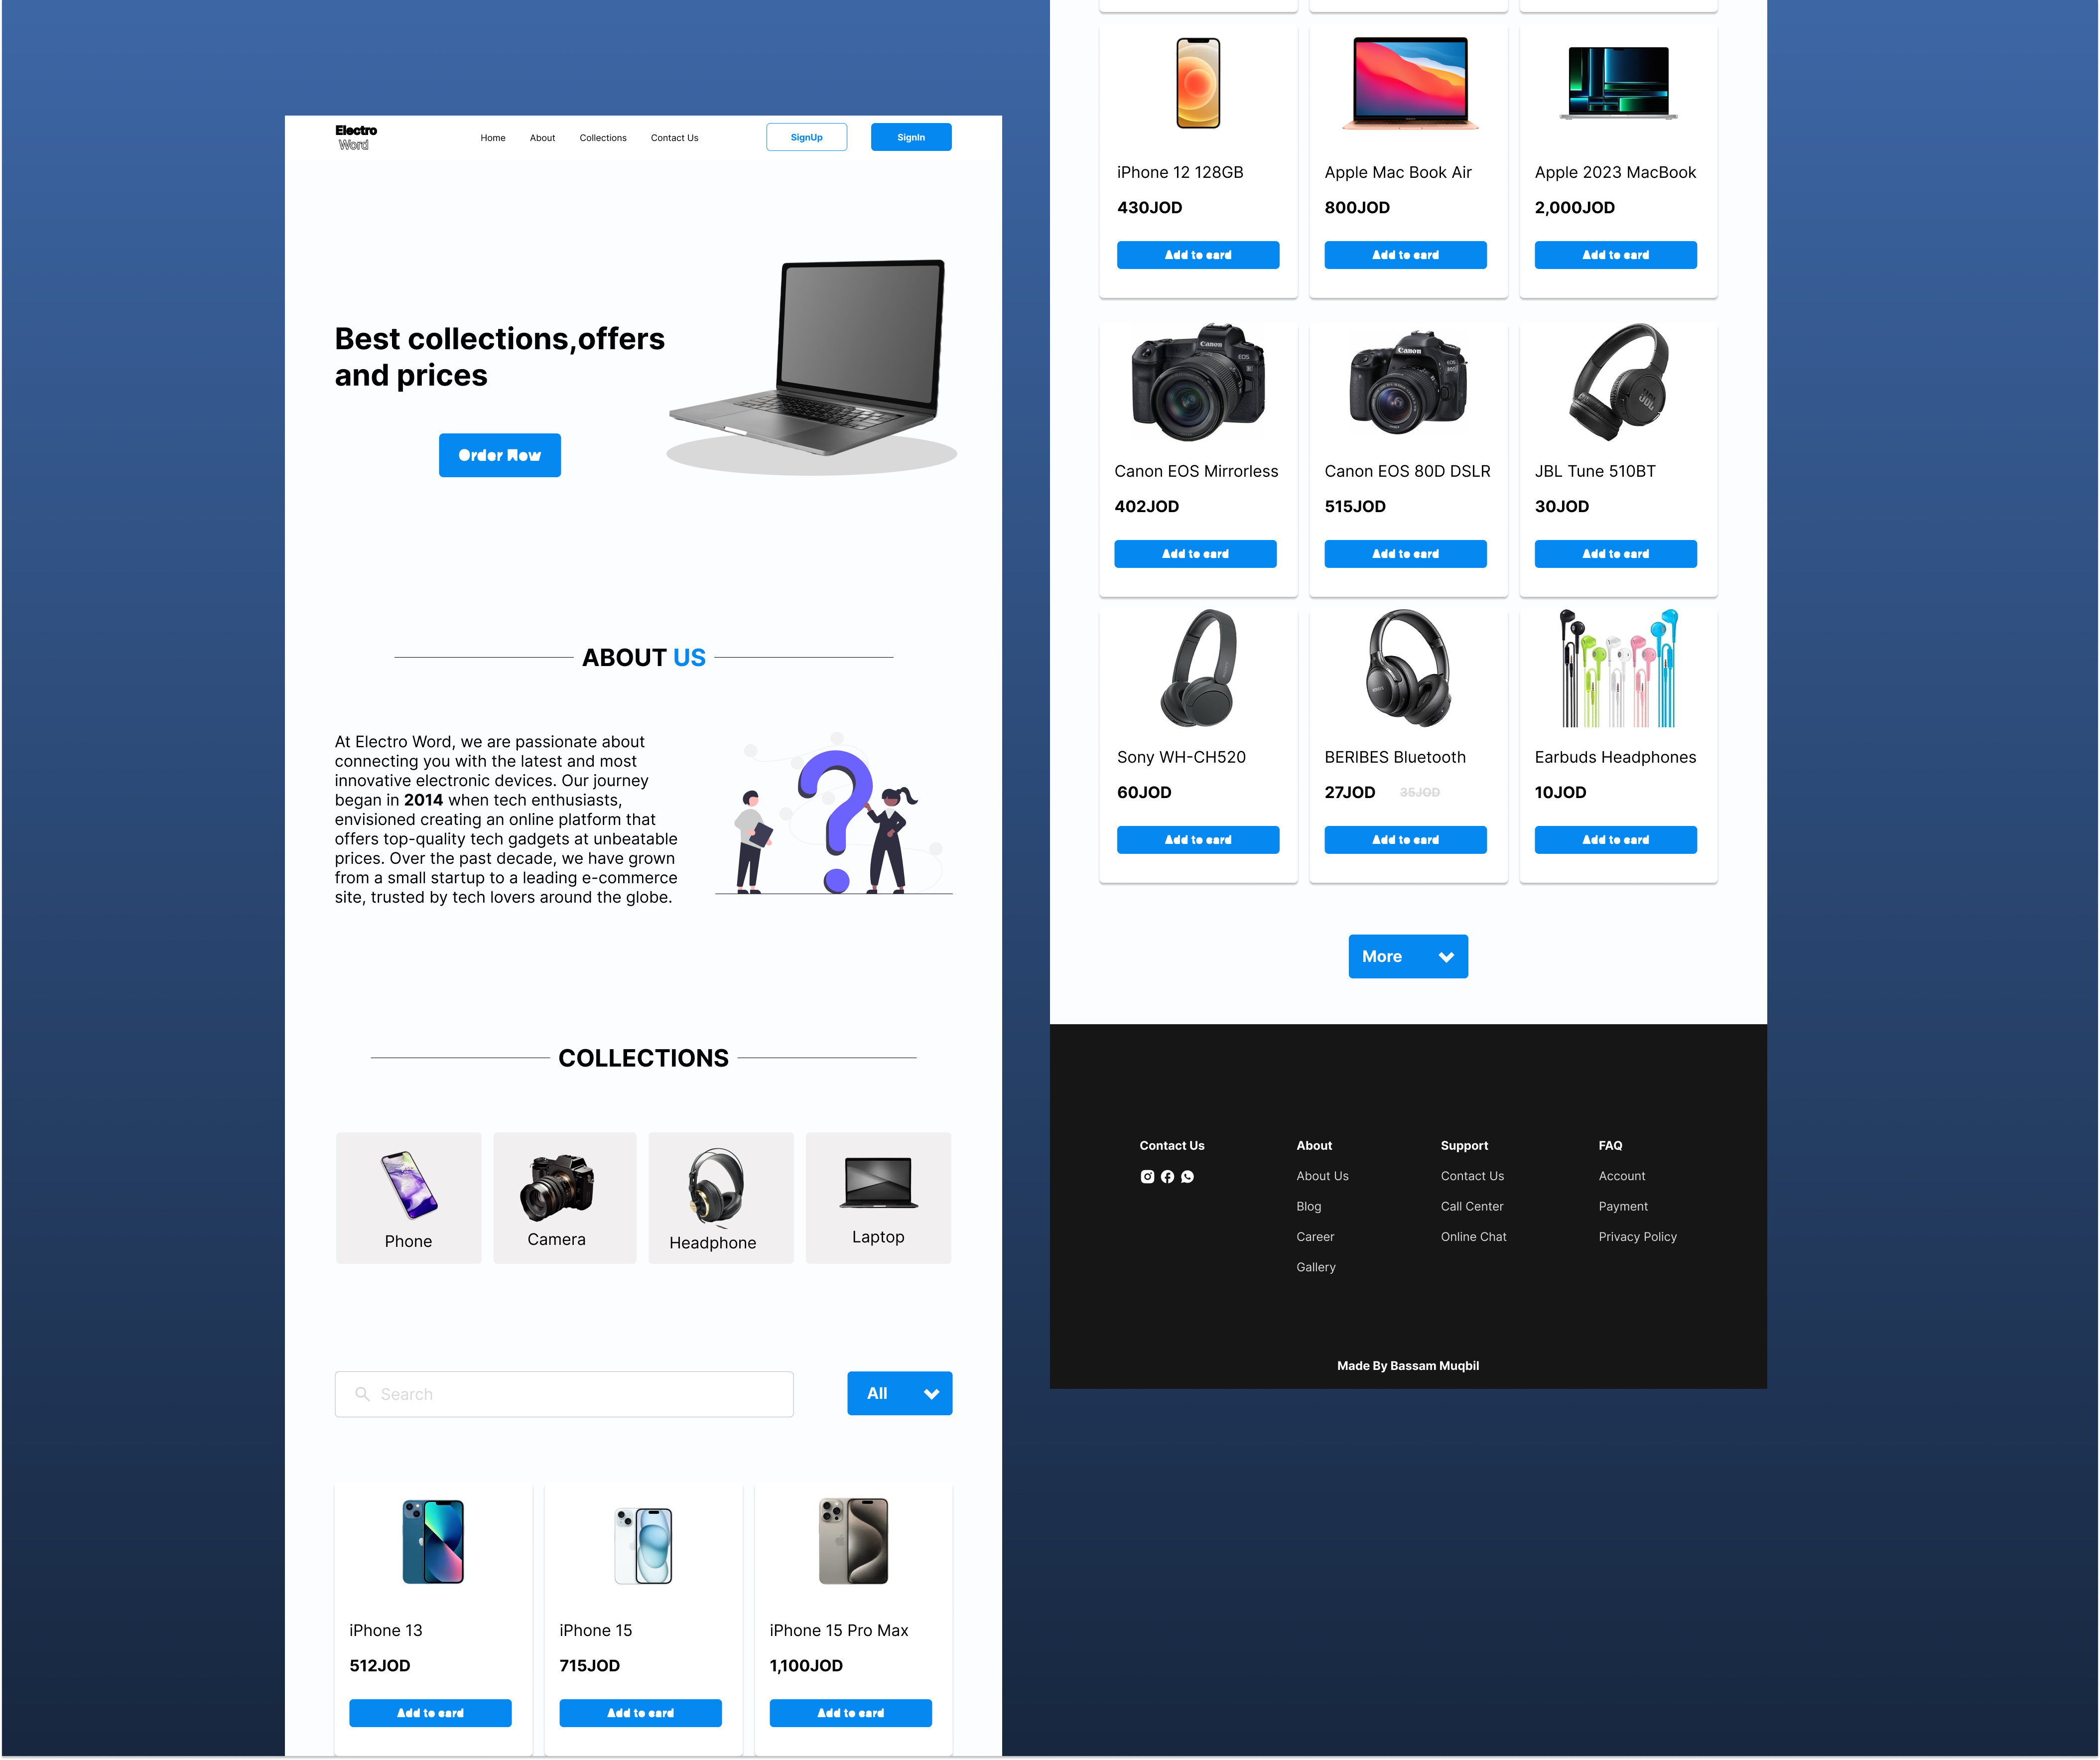 Electro
Word
Home About Collections Contact Us SignUp SignIn
Best collections,offers
and prices
Order Now
ABOUT US
At Electro Word, we are passionate about
connecting you with the latest and most
innovative electronic devices. Our journey
began in 2014 when tech enthusiasts,
envisioned creating an online platform that
offers top-quality tech gadgets at unbeatable
prices. Over the past decade, we have grown
from a small startup to a leading e-commerce
site, trusted by tech lovers around the globe.
COLLECTIONS
Phone
Camera
Headphone
Laptop
Search
All
iPhone 13
512JOD
Add to card
iPhone 15
715JOD
Add to card
iPhone 15 Pro Max
1,100JOD
Add to card
iPhone 12 128GB
430JOD
Add to card
Apple Mac Book Air
800JOD
Add to card
Apple 2023 MacBook
2,000JOD
Add to card
Canon
EOS
R
Canon EOS Mirrorless
402JOD
Add to card
Canon
EOS
80D
Canon EOS 80D DSLR
515JOD
Add to card
JBL
JBL Tune 510BT
30JOD
Add to card
Sony WH-CH520
60JOD
Add to card
BERIBES
BERIBES Bluetooth
27JOD 35JOD
Add to card
Earbuds Headphones
10JOD
Add to card
More
Contact Us
About
About Us
Blog
Career
Gallery
Support
Contact Us
Call Center
Online Chat
FAQ
Account
Payment
Privacy Policy
Made By Bassam Muqbil